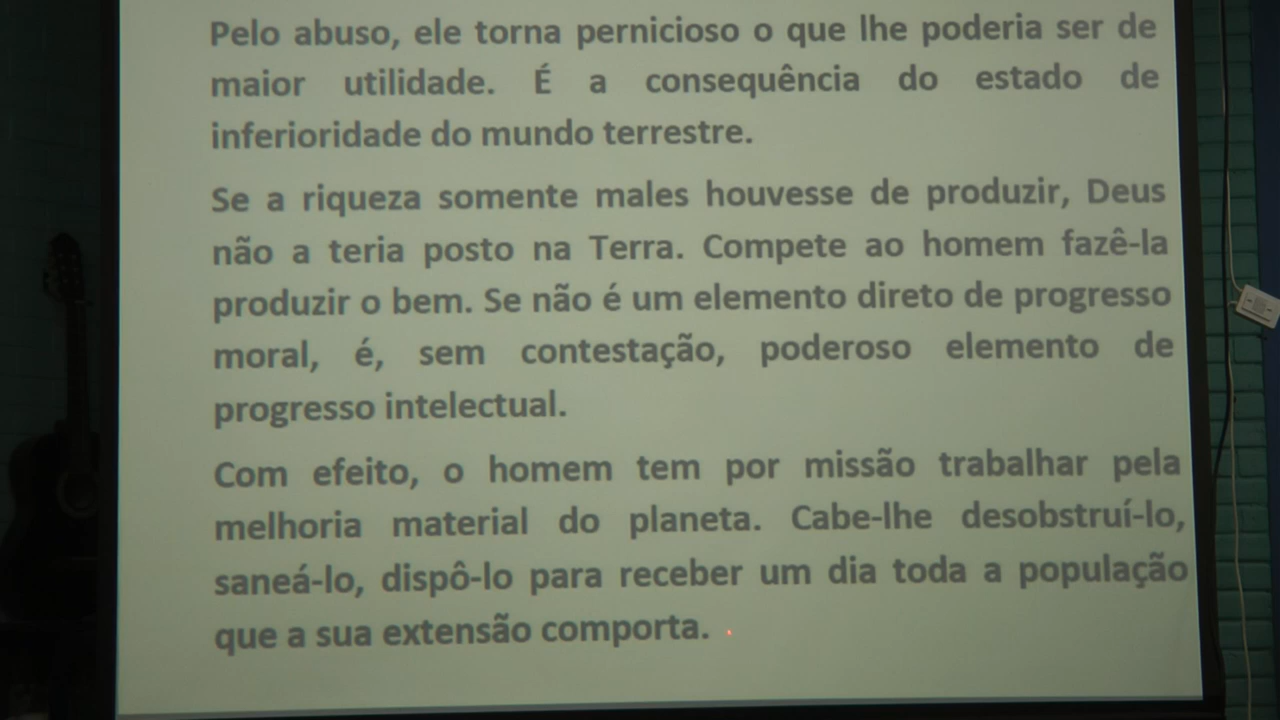 Pelo abuso, ele torna pernicioso o que lhe poderia ser de
maior utilidade. É a consequência do estado de
inferioridade do mundo terrestre.
Se a riqueza somente males houvesse de produzir, Deus
não a teria posto na Terra. Compete ao homem fazê-la
produzir o bem. Se não é um elemento direto de progresso
moral, é, sem contestação, poderoso elemento de
progresso intelectual.
Com efeito, o homem tem por missão trabalhar pela
melhoria material do planeta. Cabe-lhe desobstruí-lo,
saneá-lo, dispô-lo para receber um dia toda a população
que a sua extensão comporta.